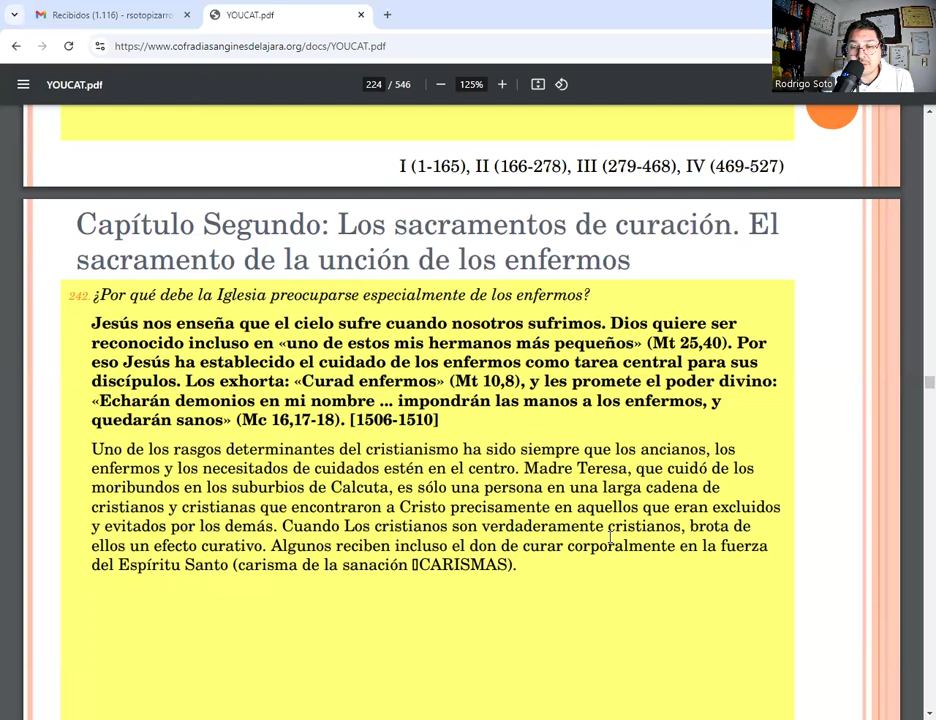 Recibidos (1.116) - rsotopizarro
YOUCAT.pdf
https://www.cofradiasanginesdelajara.org/docs/YOUCAT.pdf
YOUCAT.pdf
224 / 546
125%
Rodrigo Soto
I (1-165), II (166-278), III (279-468), IV (469-527)
Capítulo Segundo: Los sacramentos de curación. El
sacramento de la unción de los enfermos
242. ¿Por qué debe la Iglesia preocuparse especialmente de los enfermos?
Jesús nos enseña que el cielo sufre cuando nosotros sufrimos. Dios quiere ser
reconocido incluso en «uno de estos mis hermanos más pequeños» (Mt 25,40). Por
eso Jesús ha establecido el cuidado de los enfermos como tarea central para sus
discípulos. Los exhorta: «Curad enfermos» (Mt 10,8), y les promete el poder divino:
«Echarán demonios en mi nombre ... impondrán las manos a los enfermos, y
quedarán sanos» (Mc 16,17-18). [1506-1510]
Uno de los rasgos determinantes del cristianismo ha sido siempre que los ancianos, los
enfermos y los necesitados de cuidados estén en el centro. Madre Teresa, que cuidó de los
moribundos en los suburbios de Calcuta, es sólo una persona en una larga cadena de
cristianos y cristianas que encontraron a Cristo precisamente en aquellos que eran excluidos
y evitados por los demás. Cuando Los cristianos son verdaderamente cristianos, brota de
ellos un efecto curativo. Algunos reciben incluso el don de curar corporalmente en la fuerza
del Espíritu Santo (carisma de la sanación ▯CARISMAS).